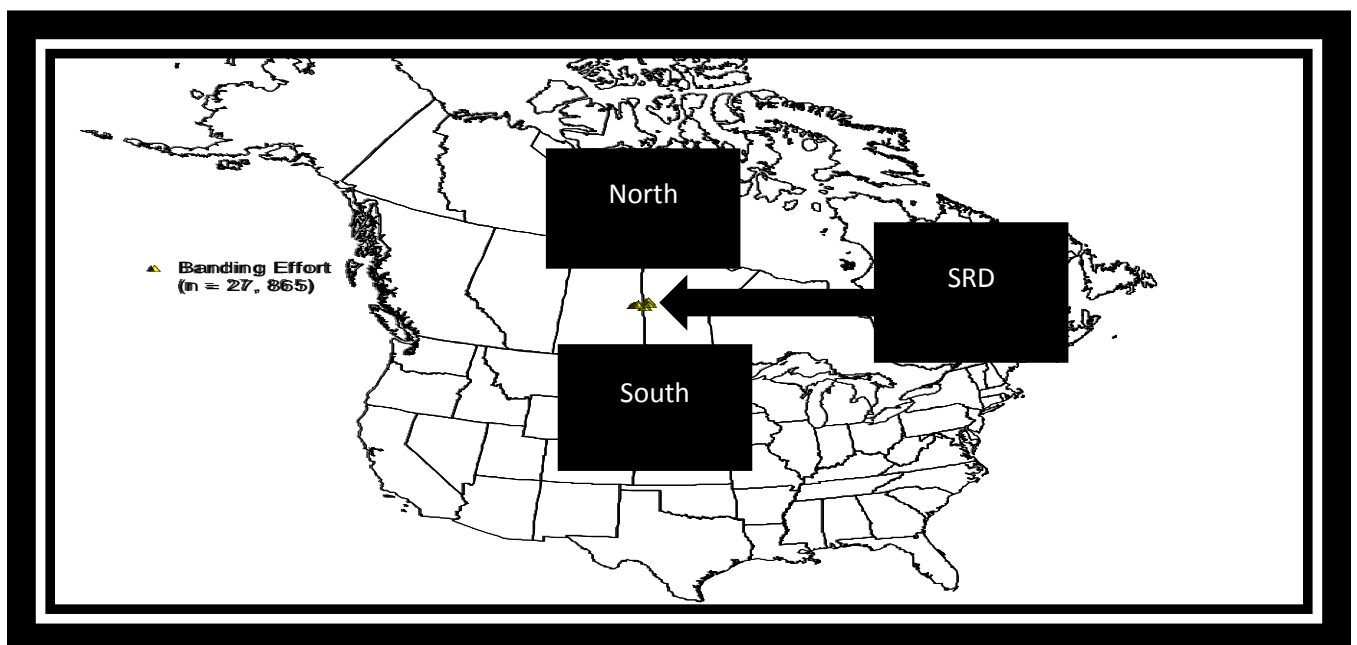 North
SRD
Banding Effort
(n = 27, 865)
South